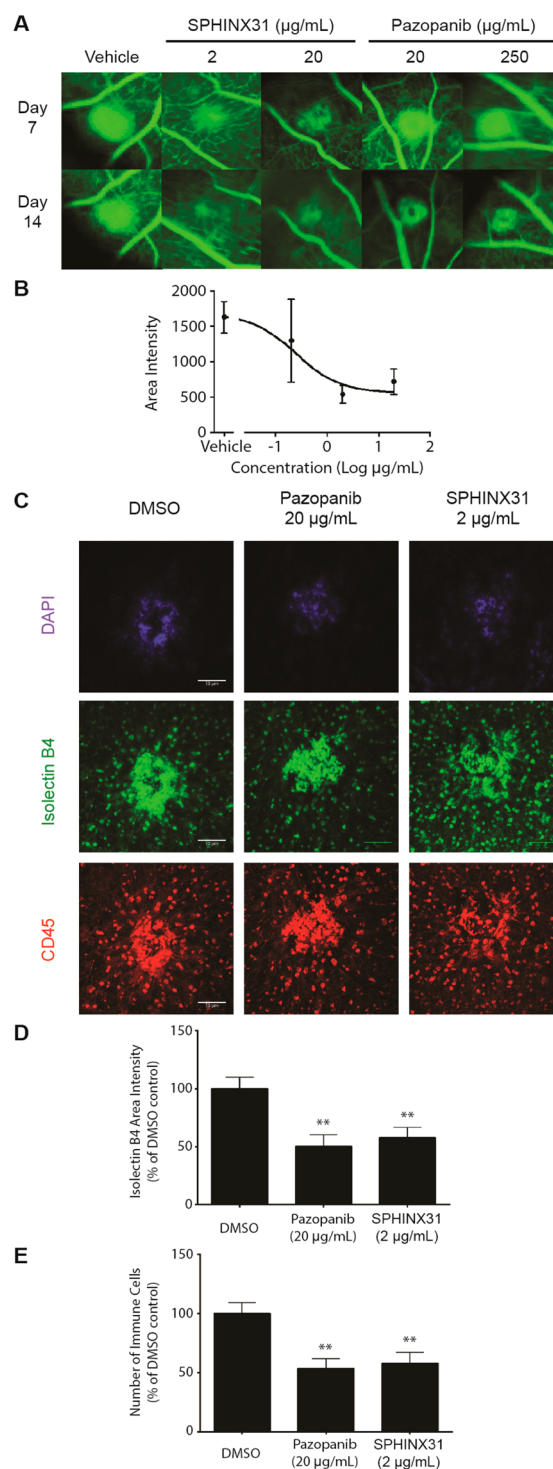 A
SPHINX31 (µg/mL) Pazopanib (µg/mL)
Vehicle 2 20 20 250
Day
7
Day
14
B
Area Intensity
2000
1500
1000
500
0
Vehicle -1 0 1 2
Concentration (Log µg/mL)
C
DMSO
Pazopanib
20 µg/mL
SPHINX31
2 µg/mL
DAPI
Isolectin B4
CD45
D
Isolectin B4 Area Intensity
(% of DMSO control)
150
100
50
0
** **
DMSO
Pazopanib
(20 µg/mL)
SPHINX31
(2 µg/mL)
E
Number of Immune Cells
(% of DMSO control)
150
100
50
0
** **
DMSO
Pazopanib
(20 µg/mL)
SPHINX31
(2 µg/mL)